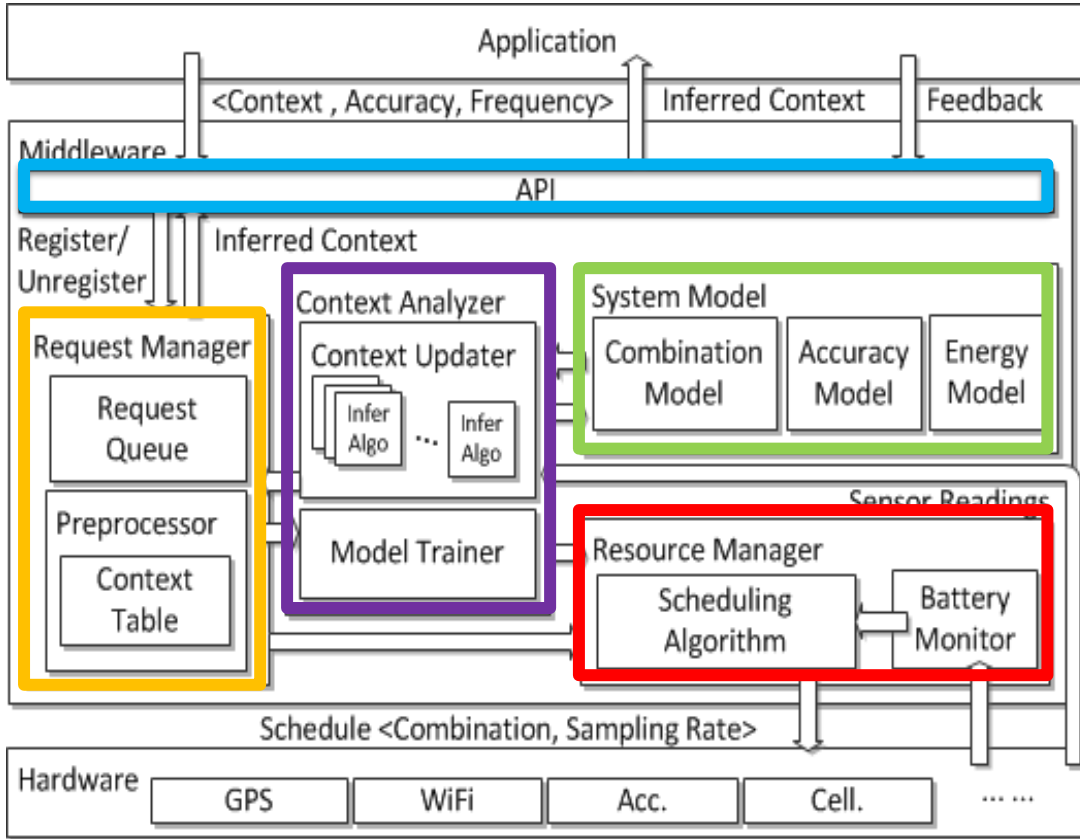 Application
<Context , Accuracy, Frequency>
Inferred Context
Feedback
Middleware
API
Register/
Unregister
Inferred Context
Request Manager
Request
Queue
Preprocessor
Context
Table
Context Analyzer
Context Updater
Infer
Algo
...
Infer
Algo
Model Trainer
System Model
Combination
Model
Accuracy
Model
Energy
Model
Sensor Readings
Resource Manager
Scheduling
Algorithm
Battery
Monitor
Schedule <Combination, Sampling Rate>
Hardware
GPS
WiFi
Acc.
Cell.
... ...